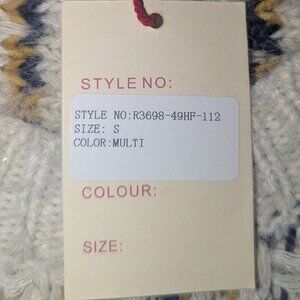 STYLE NO:
STYLE NO:R3698-49HF-112
SIZE: S
COLOR:MULTI
COLOUR:
SIZE: